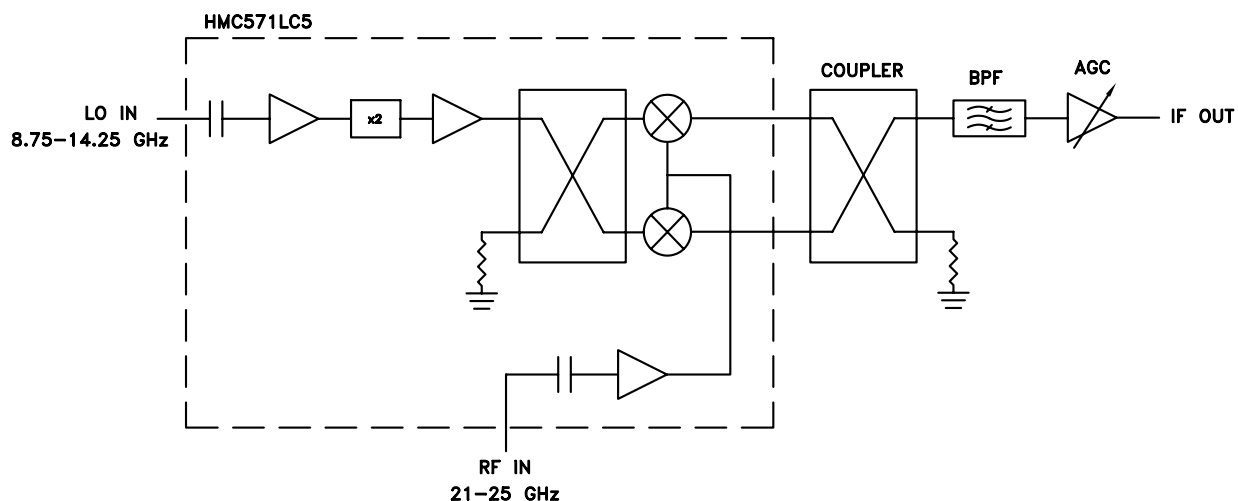 HMC571LC5
LO IN
8.75–14.25 GHz
x2
COUPLER
BPF
AGC
IF OUT
RF IN
21–25 GHz